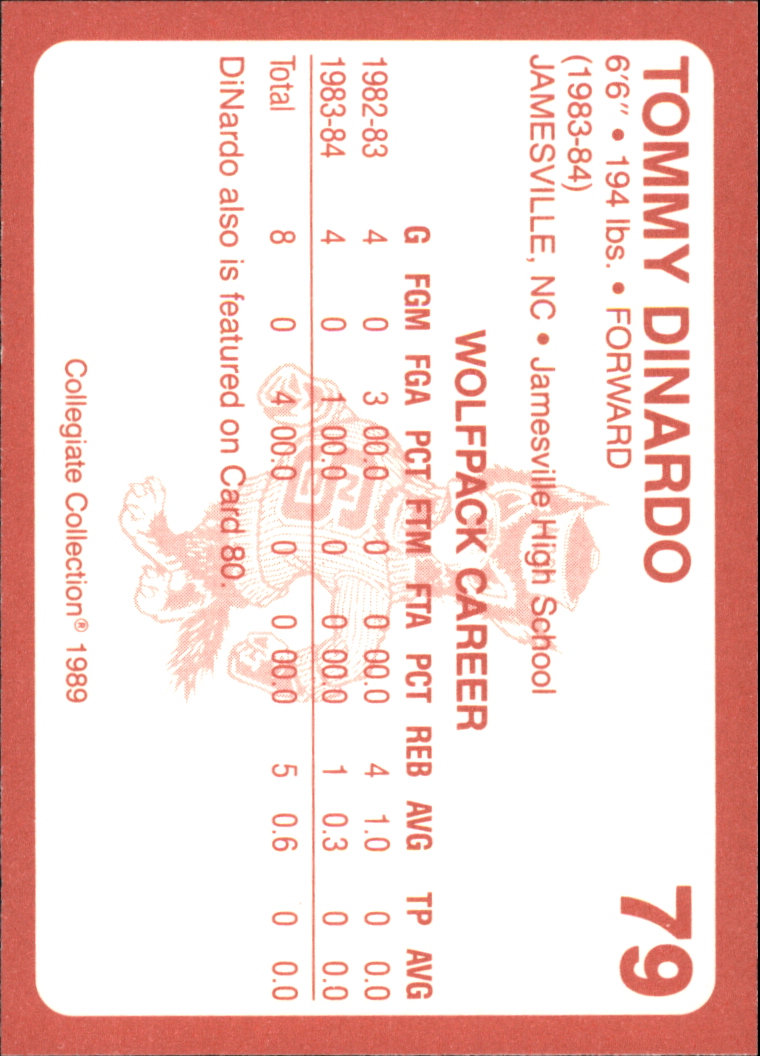 TOMMY DINARDO 79
6'6" • 194 lbs. • FORWARD
(1983-84)
JAMESVILLE, NC • Jamesville High School
WOLFPACK CAREER
G FGM FGA PCT FTM FTA PCT REB AVG TP AVG
1982-83 4 0 3 00.0 0 0 00.0 4 1.0 0 0.0
1983-84 4 0 1 00.0 0 0 00.0 1 0.3 0 0.0
Total 8 0 4 00.0 0 0 00.0 5 0.6 0 0.0
DiNardo also is featured on Card 80.
Collegiate Collection® 1989